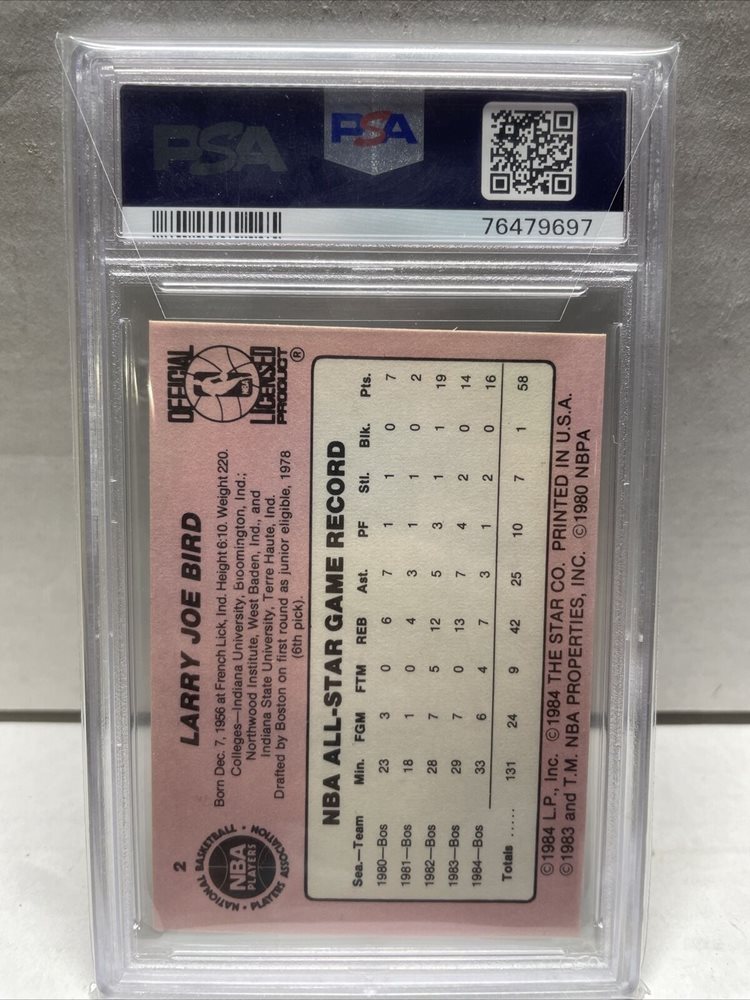 PSA
PSA
76479697
2
NATIONAL BASKETBALL
NBA
PLAYERS
PLAYERS ASSOCIATION
LARRY JOE BIRD
Born Dec. 7, 1956 at French Lick, Ind. Height 6:10. Weight 220.
Colleges—Indiana University, Bloomington, Ind.;
Northwood Institute, West Baden, Ind., and
Indiana State University, Terre Haute, Ind.
Drafted by Boston on first round as junior eligible, 1978
(6th pick).
OFFICIAL
NBA
LICENSED
PRODUCT ®
NBA ALL-STAR GAME RECORD
Sea.—Team Min. FGM FTM REB Ast. PF Stl. Blk. Pts.
1980—Bos 23 3 0 6 7 1 1 0 7
1981—Bos 18 1 0 4 3 1 1 0 2
1982—Bos 28 7 5 12 5 3 1 1 19
1983—Bos 29 7 0 13 7 4 2 0 14
1984—Bos 33 6 4 7 3 1 2 0 16
Totals ..... 131 24 9 42 25 10 7 1 58
©1984 L.P., Inc. ©1984 THE STAR CO. PRINTED IN U.S.A.
©1983 and T.M. NBA PROPERTIES, INC. ©1980 NBPA